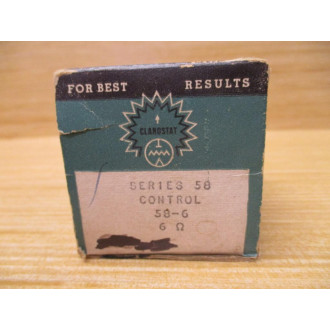 FOR BEST RESULTS
CLAROSTAT
SERIES 58
CONTROL
58-6
6 Ω